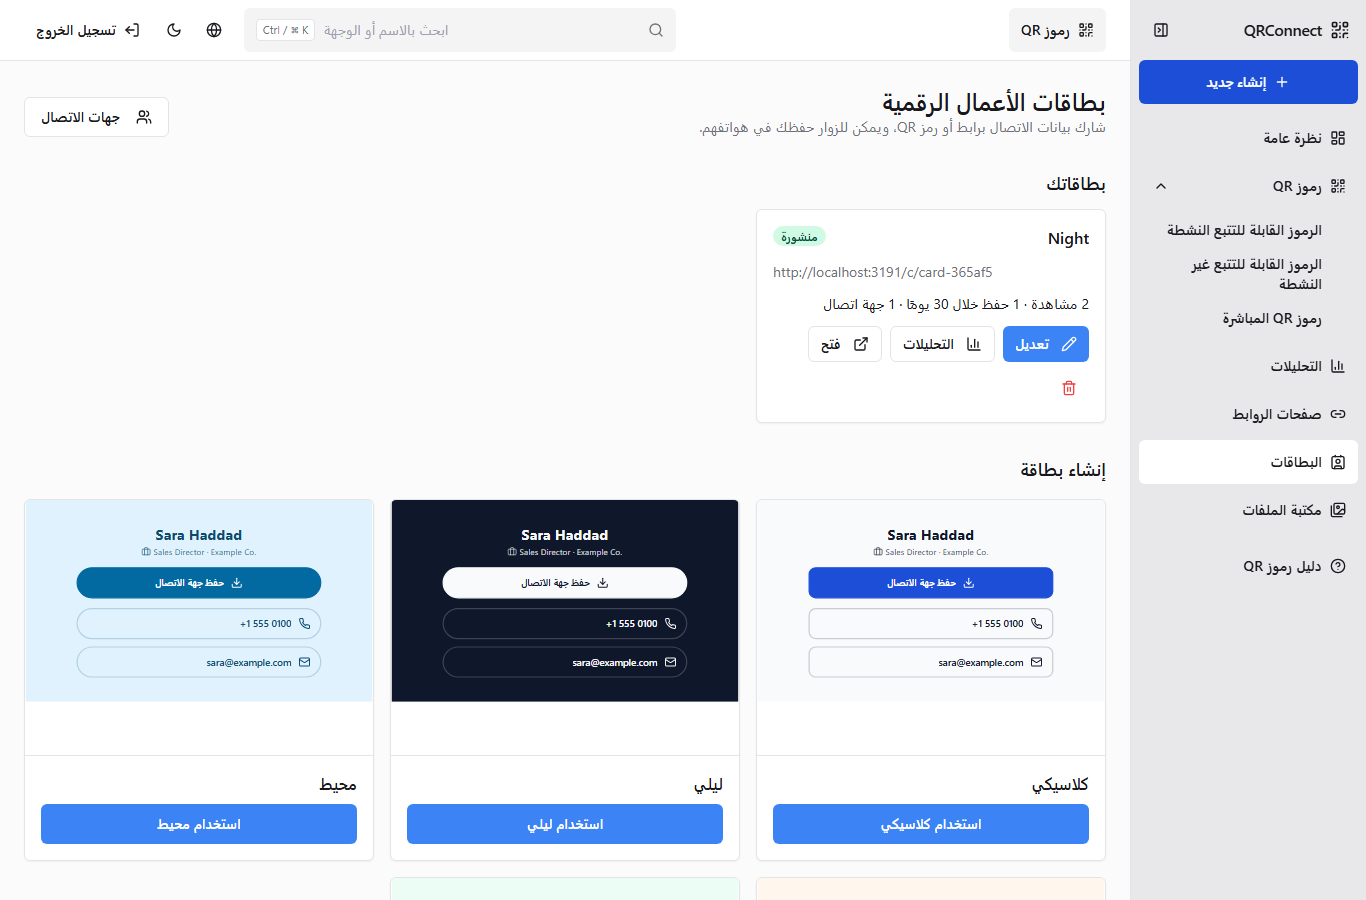 QRConnect
إنشاء جديد
نظرة عامة
رموز QR
الرموز القابلة للتتبع النشطة
الرموز القابلة للتتبع غير
النشطة
رموز QR المباشرة
التحليلات
صفحات الروابط
البطاقات
مكتبة الملفات
دليل رموز QR
رموز QR
ابحث بالاسم أو الوجهة
Ctrl / ⌘ K
تسجيل الخروج
بطاقات الأعمال الرقمية
شارك بيانات الاتصال برابط أو رمز QR، ويمكن للزوار حفظك في هواتفهم.
جهات الاتصال
بطاقاتك
Night
منشورة
http://localhost:3191/c/card-365af5
2 مشاهدة · 1 حفظ خلال 30 يومًا · 1 جهة اتصال
تعديل
التحليلات
فتح
إنشاء بطاقة
Sara Haddad
Sales Director · Example Co.
حفظ جهة الاتصال
+1 555 0100
sara@example.com
كلاسيكي
استخدام كلاسيكي
Sara Haddad
Sales Director · Example Co.
حفظ جهة الاتصال
+1 555 0100
sara@example.com
ليلي
استخدام ليلي
Sara Haddad
Sales Director · Example Co.
حفظ جهة الاتصال
+1 555 0100
sara@example.com
محيط
استخدام محيط